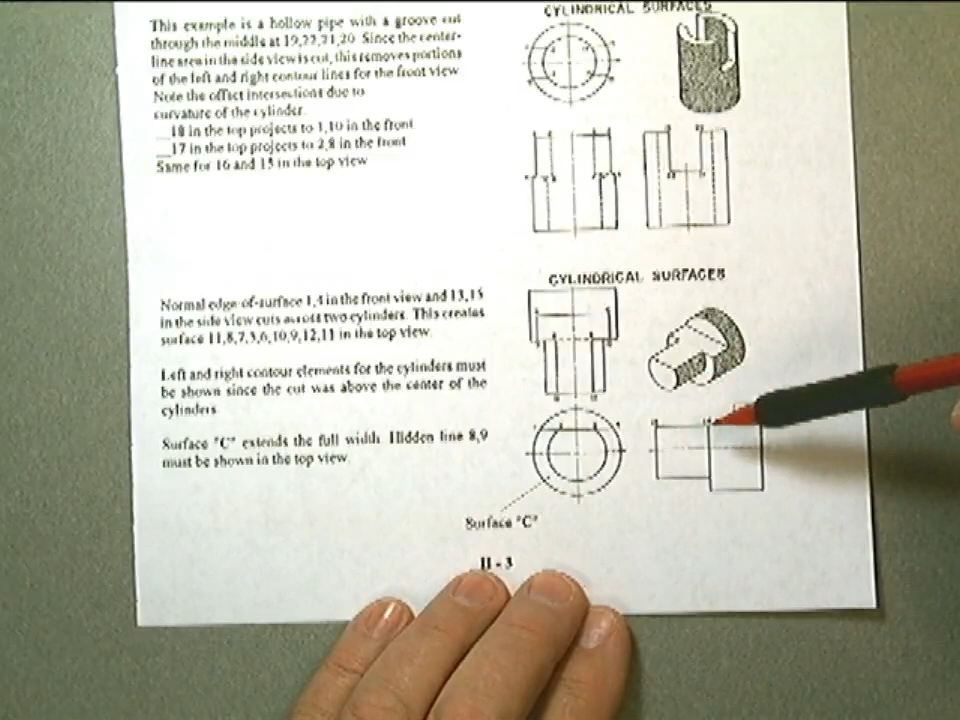 This example is a hollow pipe with a groove cut
through the middle at 19,22,21,20. Since the center-
line area in the side view is cut, this removes portions
of the left and right contour lines for the front view
Note the offset intersections due to
curvature of the cylinder.
18 in the top projects to 1,10 in the front
17 in the top projects to 2,8 in the front
Same for 16 and 15 in the top view
CYLINDRICAL SURFACES
CYLINDRICAL SURFACES
Normal edge-of-surface 1,4 in the front view and 13,15
in the side view cuts across two cylinders. This creates
surface 11,8,7,5,6,10,9,12,11 in the top view.
Left and right contour elements for the cylinders must
be shown since the cut was above the center of the
cylinders
Surface "C" extends the full width. Hidden line 8,9
must be shown in the top view.
Surface "C"
II - 3